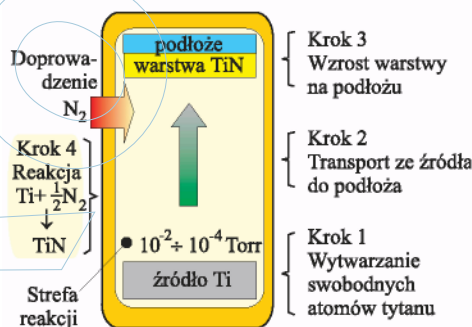 podłoże
warstwa TiN
Doprowa-
dzenie
N₂
Krok 4
Reakcja
Ti+ ½N₂
↓
TiN
Strefa
reakcji
10⁻² ÷ 10⁻⁴ Torr
źródło Ti
Krok 3
Wzrost warstwy
na podłożu
Krok 2
Transport ze źródła
do podłoża
Krok 1
Wytwarzanie
swobodnych
atomów tytanu